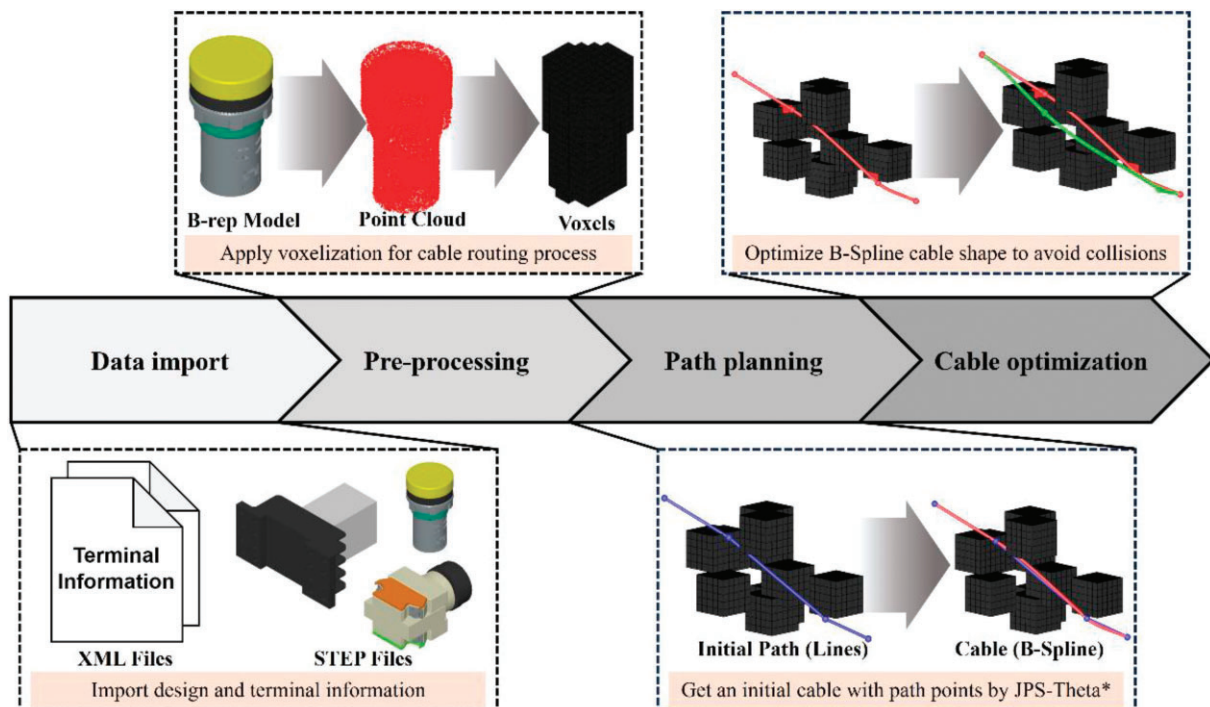 B-rep Model
Point Cloud
Voxels
Apply voxelization for cable routing process
Optimize B-Spline cable shape to avoid collisions
Data import
Pre-processing
Path planning
Cable optimization
Terminal
Information
XML Files
STEP Files
Import design and terminal information
Initial Path (Lines)
Cable (B-Spline)
Get an initial cable with path points by JPS-Theta*